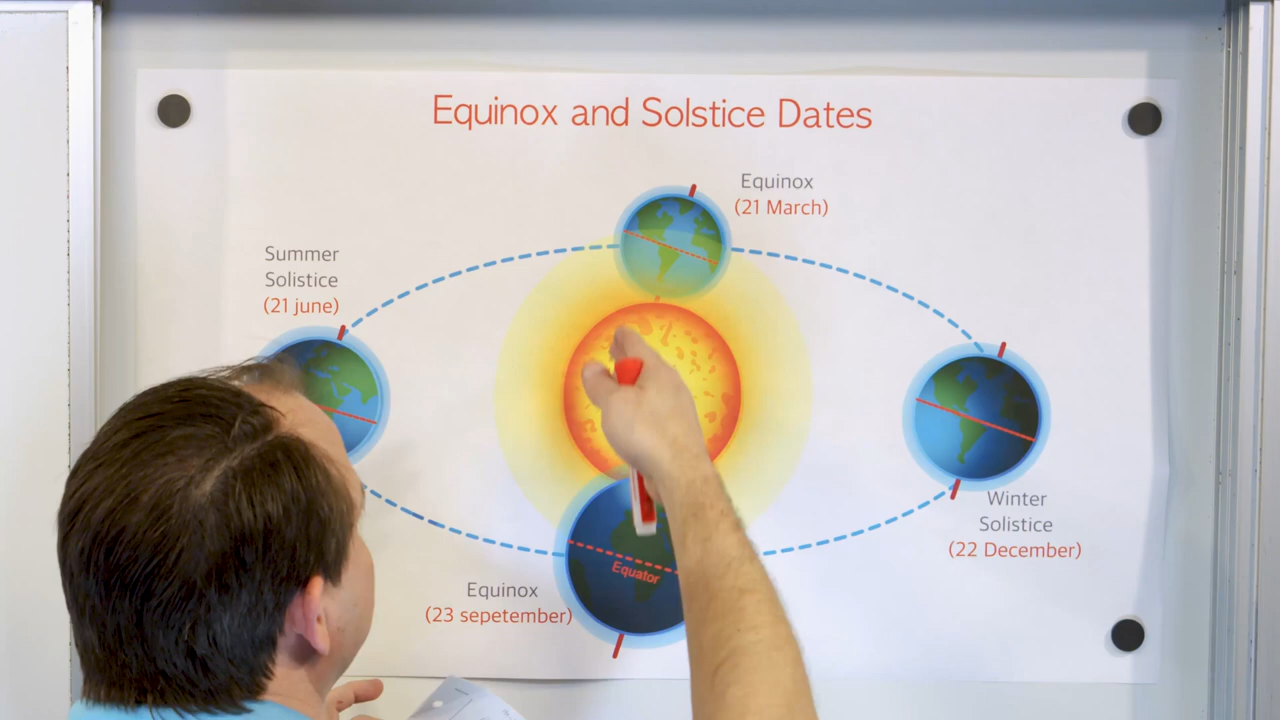 Equinox and Solstice Dates
Equinox
(21 March)
Summer
Solistice
(21 june)
Winter
Solistice
(22 December)
Equator
Equinox
(23 sepetember)